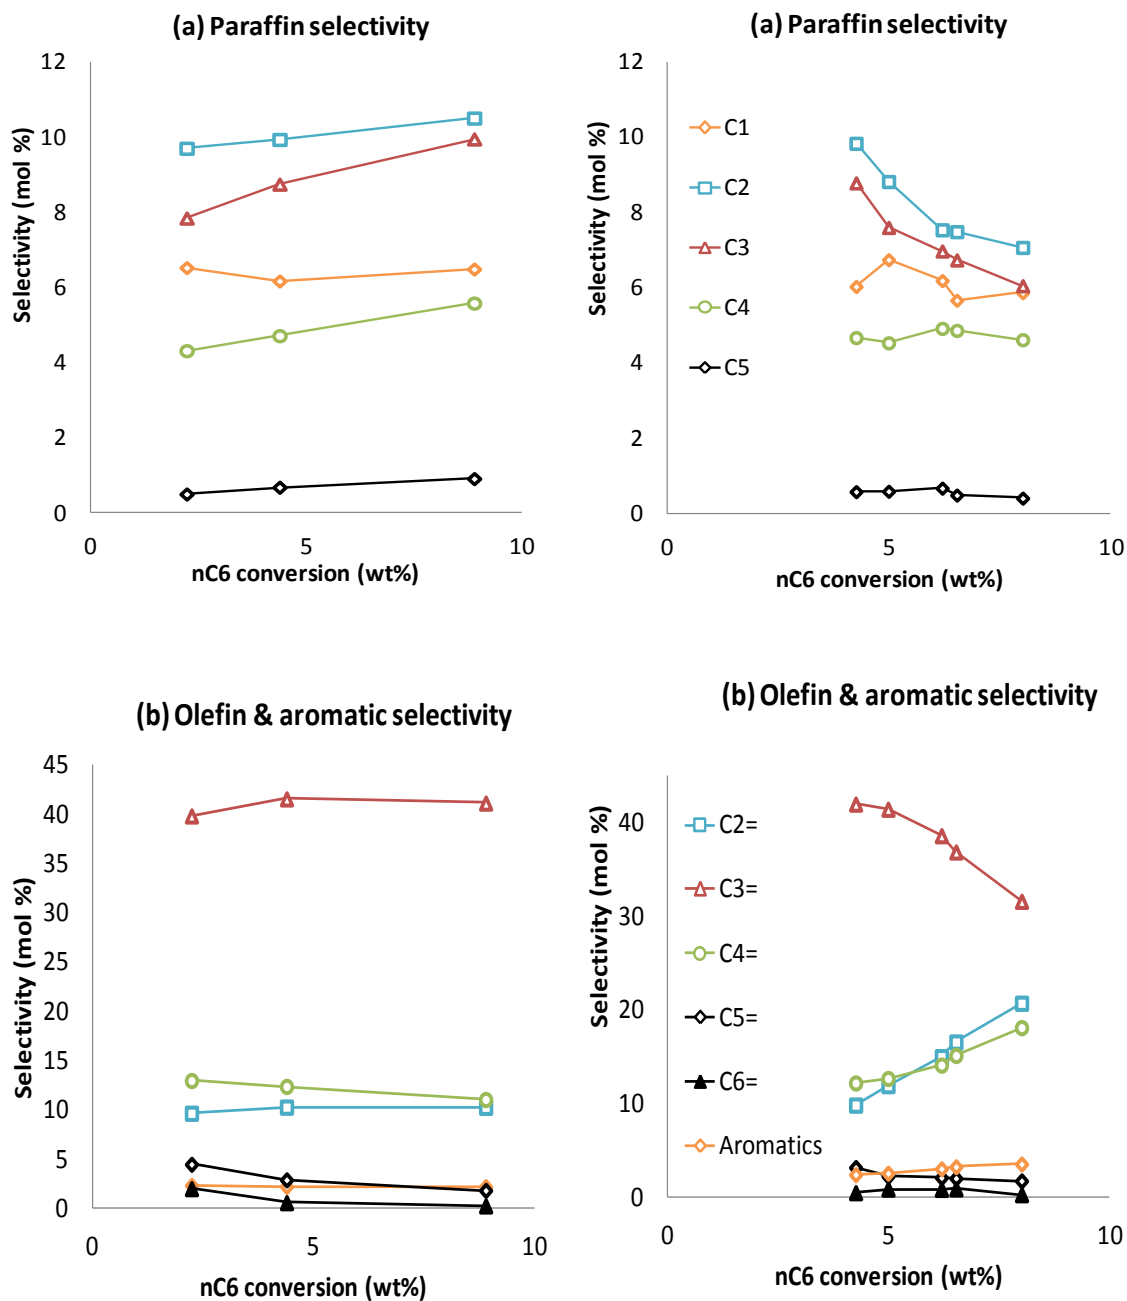 (a) Paraffin selectivity
12
10
8
6
4
2
0
Selectivity (mol %)
0 5 10
nC6 conversion (wt%)
(a) Paraffin selectivity
12
10
8
6
4
2
0
Selectivity (mol %)
C1
C2
C3
C4
C5
0 5 10
nC6 conversion (wt%)
(b) Olefin & aromatic selectivity
45
40
35
30
25
20
15
10
5
0
Selectivity (mol %)
0 5 10
nC6 conversion (wt%)
(b) Olefin & aromatic selectivity
40
30
20
10
0
Selectivity (mol %)
C2=
C3=
C4=
C5=
C6=
Aromatics
0 5 10
nC6 conversion (wt%)